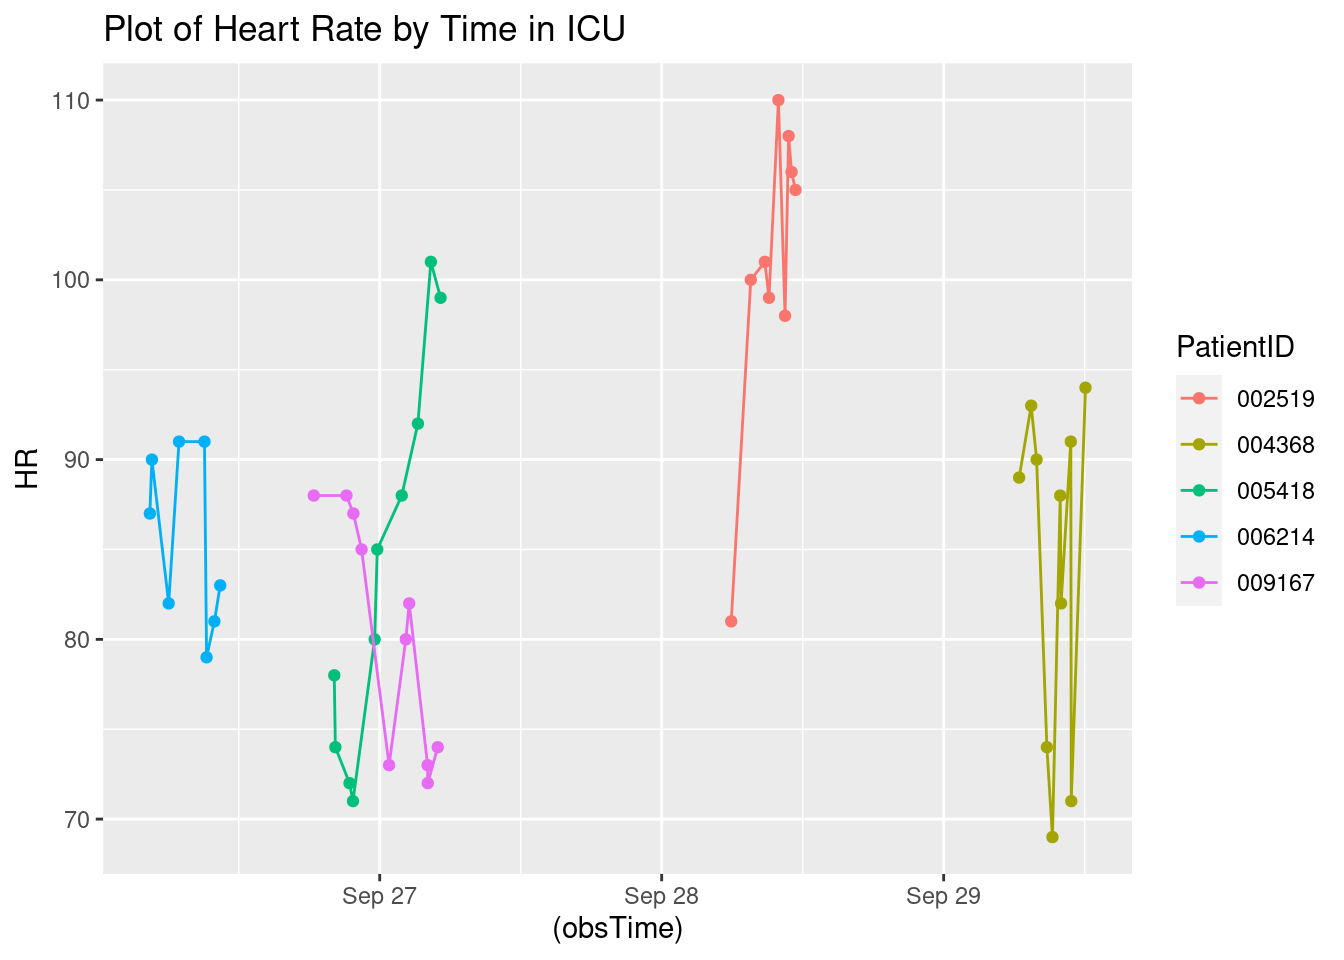 Plot of Heart Rate by Time in ICU
110
100
90
80
70
HR
Sep 27
Sep 28
Sep 29
(obsTime)
PatientID
002519
004368
005418
006214
009167